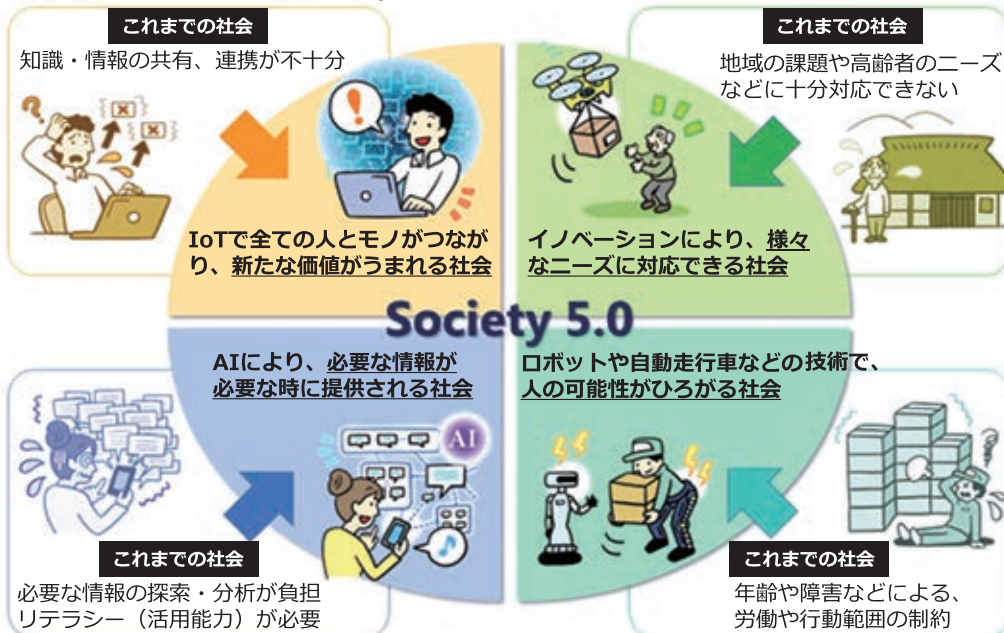 これまでの社会
知識・情報の共有、連携が不十分
これまでの社会
地域の課題や高齢者のニーズ
などに十分対応できない
IoTで全ての人とモノがつなが
り、新たな価値がうまれる社会
イノベーションにより、様々
なニーズに対応できる社会
Society 5.0
AIにより、必要な情報が
必要な時に提供される社会
ロボットや自動走行車などの技術で、
人の可能性がひろがる社会
AI
これまでの社会
必要な情報の探索・分析が負担
リテラシー（活用能力）が必要
これまでの社会
年齢や障害などによる、
労働や行動範囲の制約